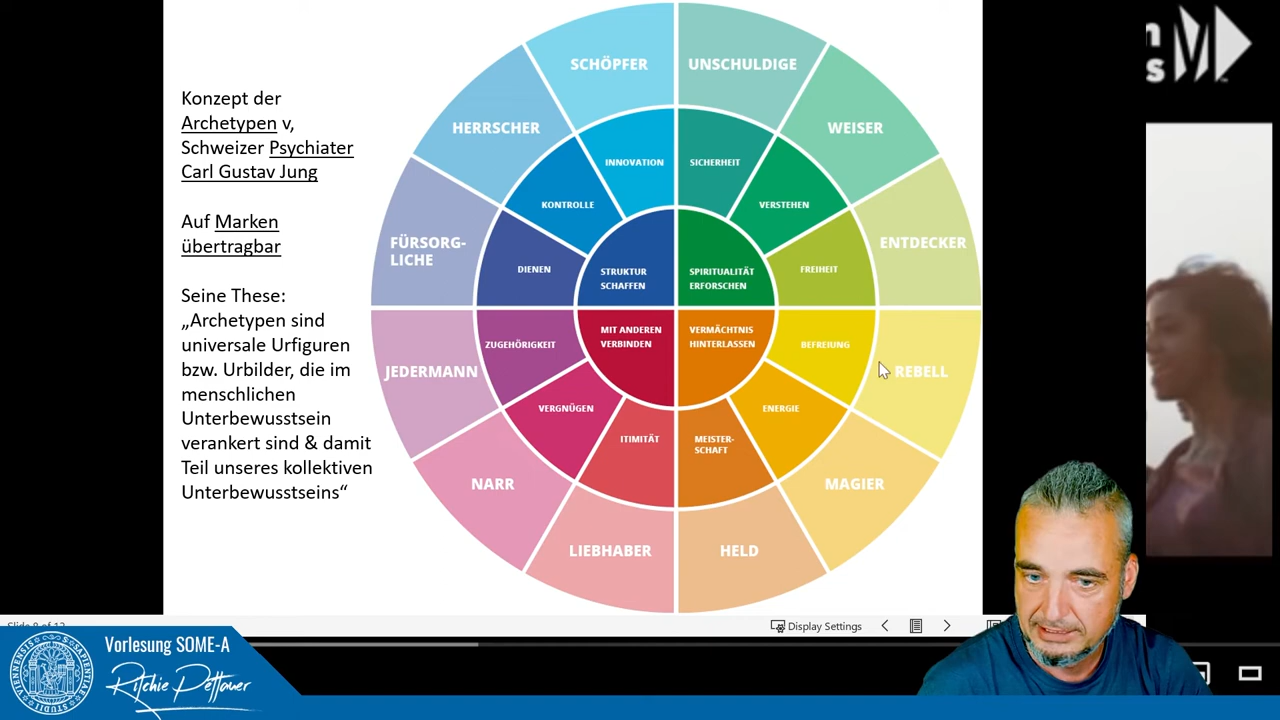 Konzept der
Archetypen v,
Schweizer Psychiater
Carl Gustav Jung
Auf Marken
übertragbar
Seine These:
„Archetypen sind
universale Urfiguren
bzw. Urbilder, die im
menschlichen
Unterbewusstsein
verankert sind & damit
Teil unseres kollektiven
Unterbewusstseins“
SCHÖPFER
UNSCHULDIGE
HERRSCHER
WEISER
FÜRSORG-
LICHE
ENTDECKER
JEDERMANN
REBELL
NARR
MAGIER
LIEBHABER
HELD
INNOVATION
SICHERHEIT
KONTROLLE
VERSTEHEN
DIENEN
FREIHEIT
ZUGEHÖRIGKEIT
BEFREIUNG
VERGNÜGEN
ENERGIE
ITIMITÄT
MEISTER-
SCHAFT
STRUKTUR
SCHAFFEN
SPIRITUALITÄT
ERFORSCHEN
MIT ANDEREN
VERBINDEN
VERMÄCHTNIS
HINTERLASSEN
Display Settings
Vorlesung SOME-A
Ritchie Pettauer